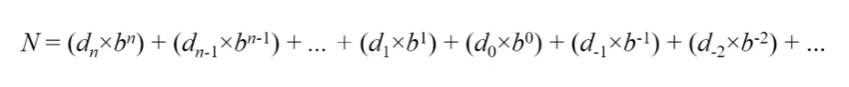 N = (dₙ×bⁿ) + (dₙ₋₁×bⁿ⁻¹) + ... + (d₁×b¹) + (d₀×b⁰) + (d₋₁×b⁻¹) + (d₋₂×b⁻²) + ...